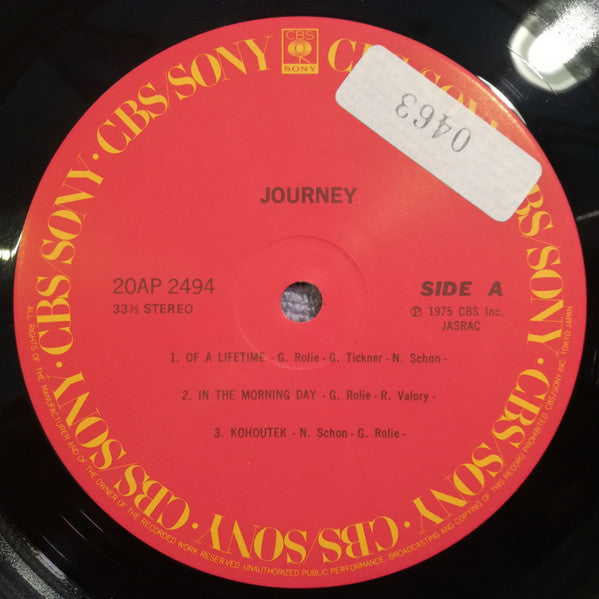 CBS/SONY · CBS/SONY · CBS/SONY · CBS/SONY · CBS/SONY · CBS/SONY · CBS/SONY
CBS
SONY
0463
JOURNEY
20AP 2494
33⅓ STEREO
SIDE A
Ⓟ 1975 CBS Inc.
JASRAC
1. OF A LIFETIME - G. Rolie - G. Tickner - N. Schon -
2. IN THE MORNING DAY - G. Rolie - R. Valory -
3. KOHOUTEK - N. Schon - G. Rolie -
ALL RIGHTS OF THE MANUFACTURER AND OF THE OWNER OF THE RECORDED WORK RESERVED UNAUTHORIZED PUBLIC PERFORMANCE, BROADCASTING AND COPYING OF THIS RECORD PROHIBITED CBS/SONY INC. TOKYO JAPAN